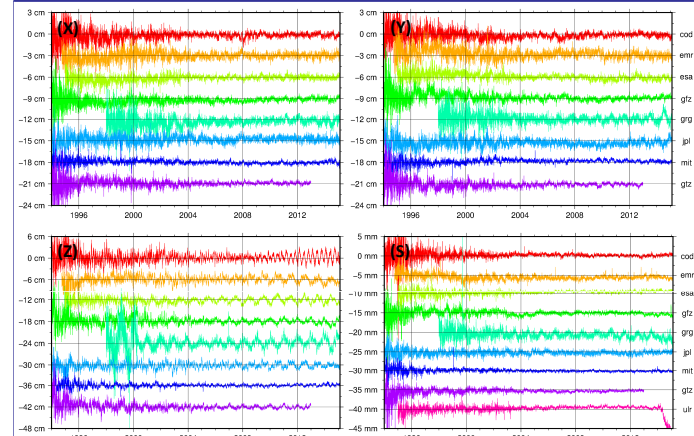 3 cm
0 cm
−3 cm
−6 cm
−9 cm
−12 cm
−15 cm
−18 cm
−21 cm
−24 cm
(X)
1996
2000
2004
2008
2012
3 cm
0 cm
−3 cm
−6 cm
−9 cm
−12 cm
−15 cm
−18 cm
−21 cm
−24 cm
(Y)
cod
emr
esa
gfz
grg
jpl
mit
gtz
1996
2000
2004
2008
2012
6 cm
0 cm
−6 cm
−12 cm
−18 cm
−24 cm
−30 cm
−36 cm
−42 cm
−48 cm
(Z)
5 mm
0 mm
−5 mm
−10 mm
−15 mm
−20 mm
−25 mm
−30 mm
−35 mm
−40 mm
−45 mm
(S)
cod
emr
esa
gfz
grg
jpl
mit
gtz
ulr